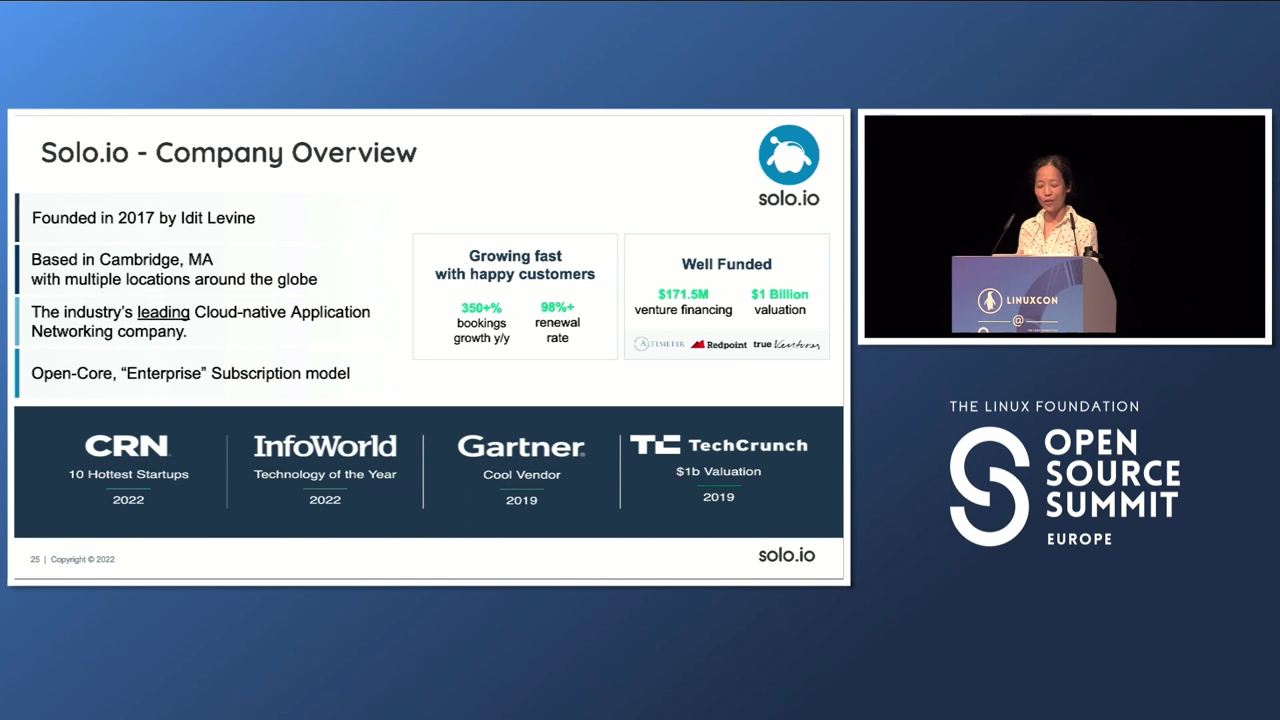 Solo.io - Company Overview
solo.io
Founded in 2017 by Idit Levine
Based in Cambridge, MA
with multiple locations around the globe
The industry's leading Cloud-native Application
Networking company.
Open-Core, “Enterprise” Subscription model
Growing fast
with happy customers
350+%
bookings
growth y/y
98%+
renewal
rate
Well Funded
$171.5M
venture financing
$1 Billion
valuation
ALTIMETER
Redpoint
true Ventures
CRN
10 Hottest Startups
2022
InfoWorld
Technology of the Year
2022
Gartner
Cool Vendor
2019
TC TechCrunch
$1b Valuation
2019
25 | Copyright © 2022
solo.io
LINUXCON
@
THE LINUX FOUNDATION
OPEN
SOURCE
SUMMIT
EUROPE